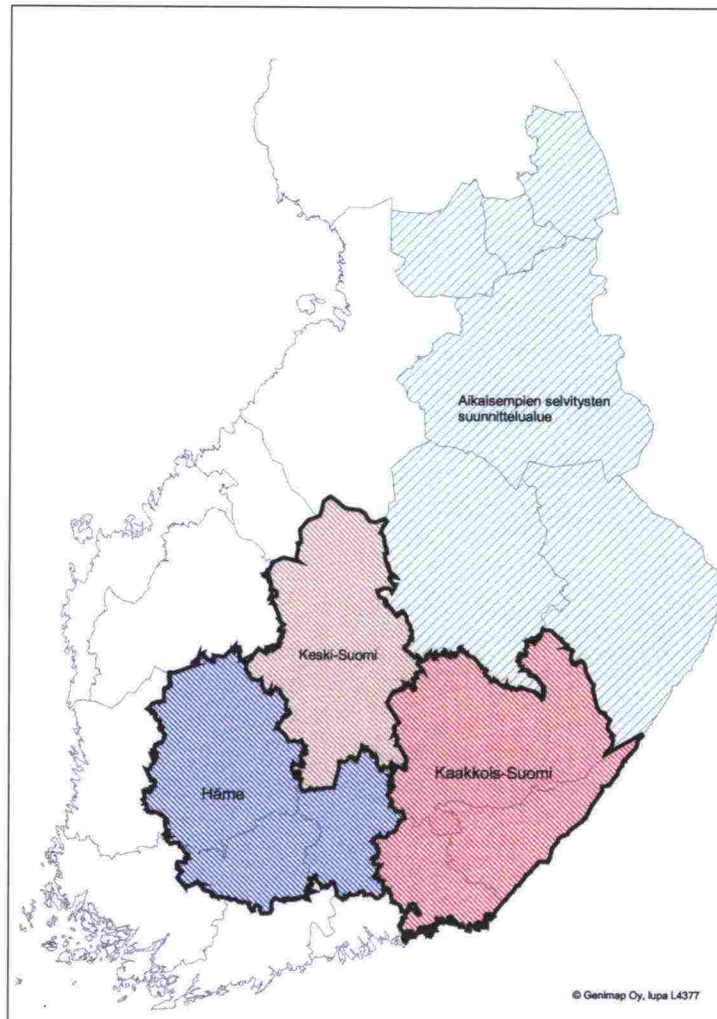 Aikaisempien selvitysten
suunnittelualue
Keski-Suomi
Kaakkois-Suomi
Häme
© Genimap Oy, lupa L4377